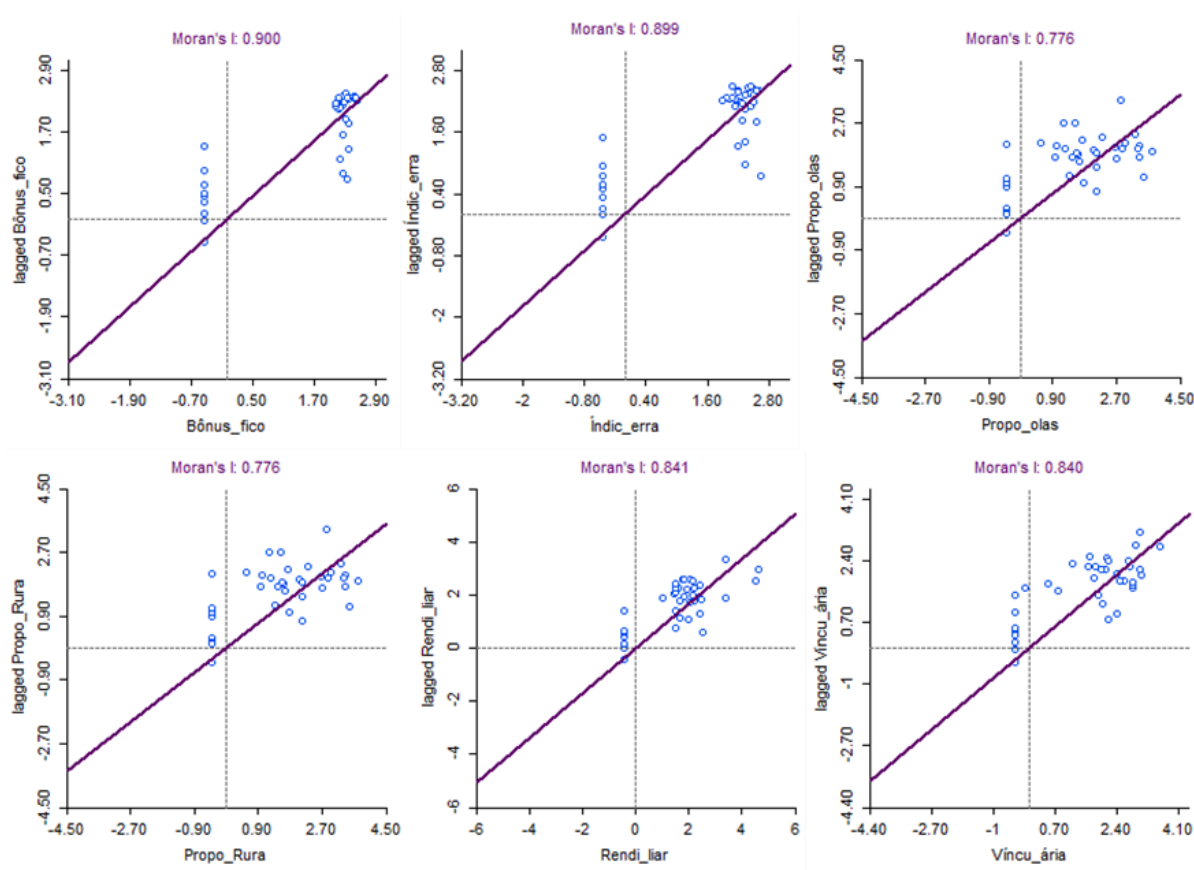 Moran's I: 0.900
lagged Bônus_fico
2.90
1.70
0.50
-0.70
-1.90
-3.10
-3.10 -1.90 -0.70 0.50 1.70 2.90
Bônus_fico
Moran's I: 0.899
lagged Índic_erra
2.80
1.60
0.40
-0.80
-2
-3.20
-3.20 -2 -0.80 0.40 1.60 2.80
Índic_erra
Moran's I: 0.776
lagged Propo_olas
4.50
2.70
0.90
-0.90
-2.70
-4.50
-4.50 -2.70 -0.90 0.90 2.70 4.50
Propo_olas
Moran's I: 0.776
lagged Propo_Rura
4.50
2.70
0.90
-0.90
-2.70
-4.50
-4.50 -2.70 -0.90 0.90 2.70 4.50
Propo_Rura
Moran's I: 0.841
lagged Rendi_liar
6
4
2
0
-2
-4
-6
-6 -4 -2 0 2 4 6
Rendi_liar
Moran's I: 0.840
lagged Víncu_ária
4.10
2.40
0.70
-1
-2.70
-4.40
-4.40 -2.70 -1 0.70 2.40 4.10
Víncu_ária